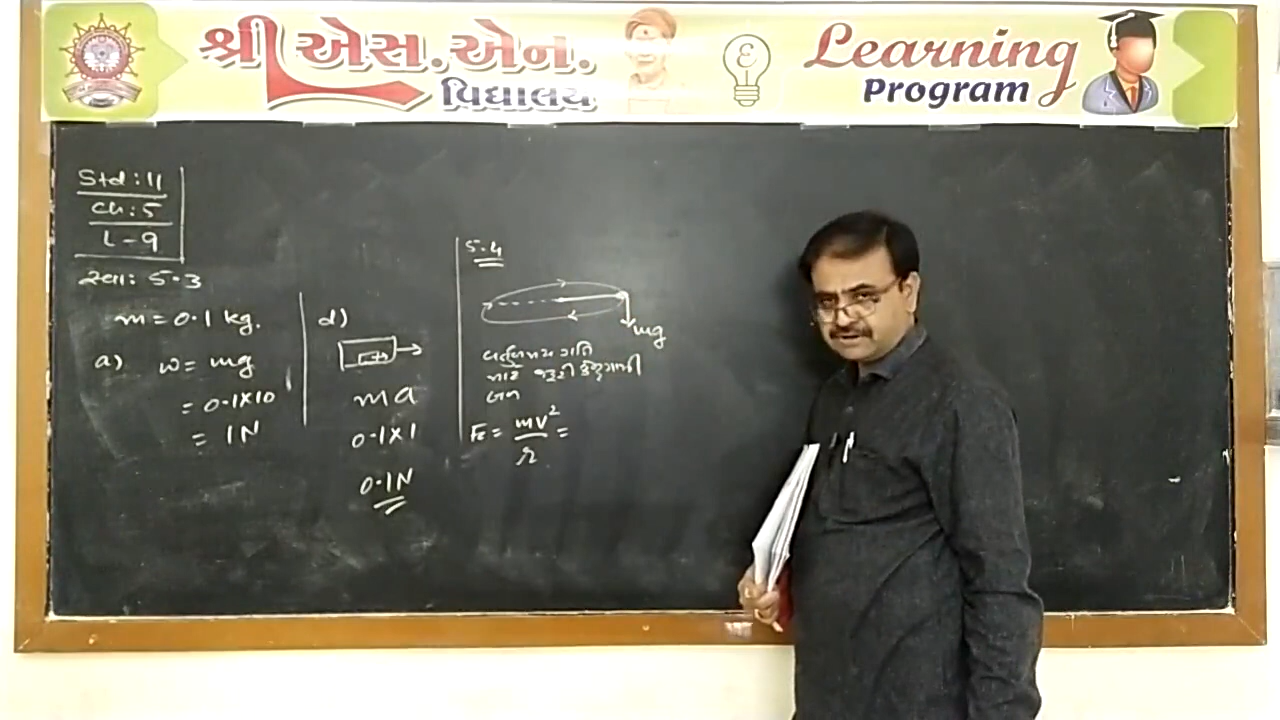 શ્રી એસ.એન.
વિદ્યાલય
Learning
Program
Std: 11
Ch: 5
L-9
સ્વા: 5.3
m = 0.1 kg.
a) w = mg
= 0.1×10
= 1N
d)
ma
0.1×1
0.1N
5.4
mg
વર્તુળમય ગતિ
માટે જરૂરી કેન્દ્રગામી
બળ
Fc = mv²/r =